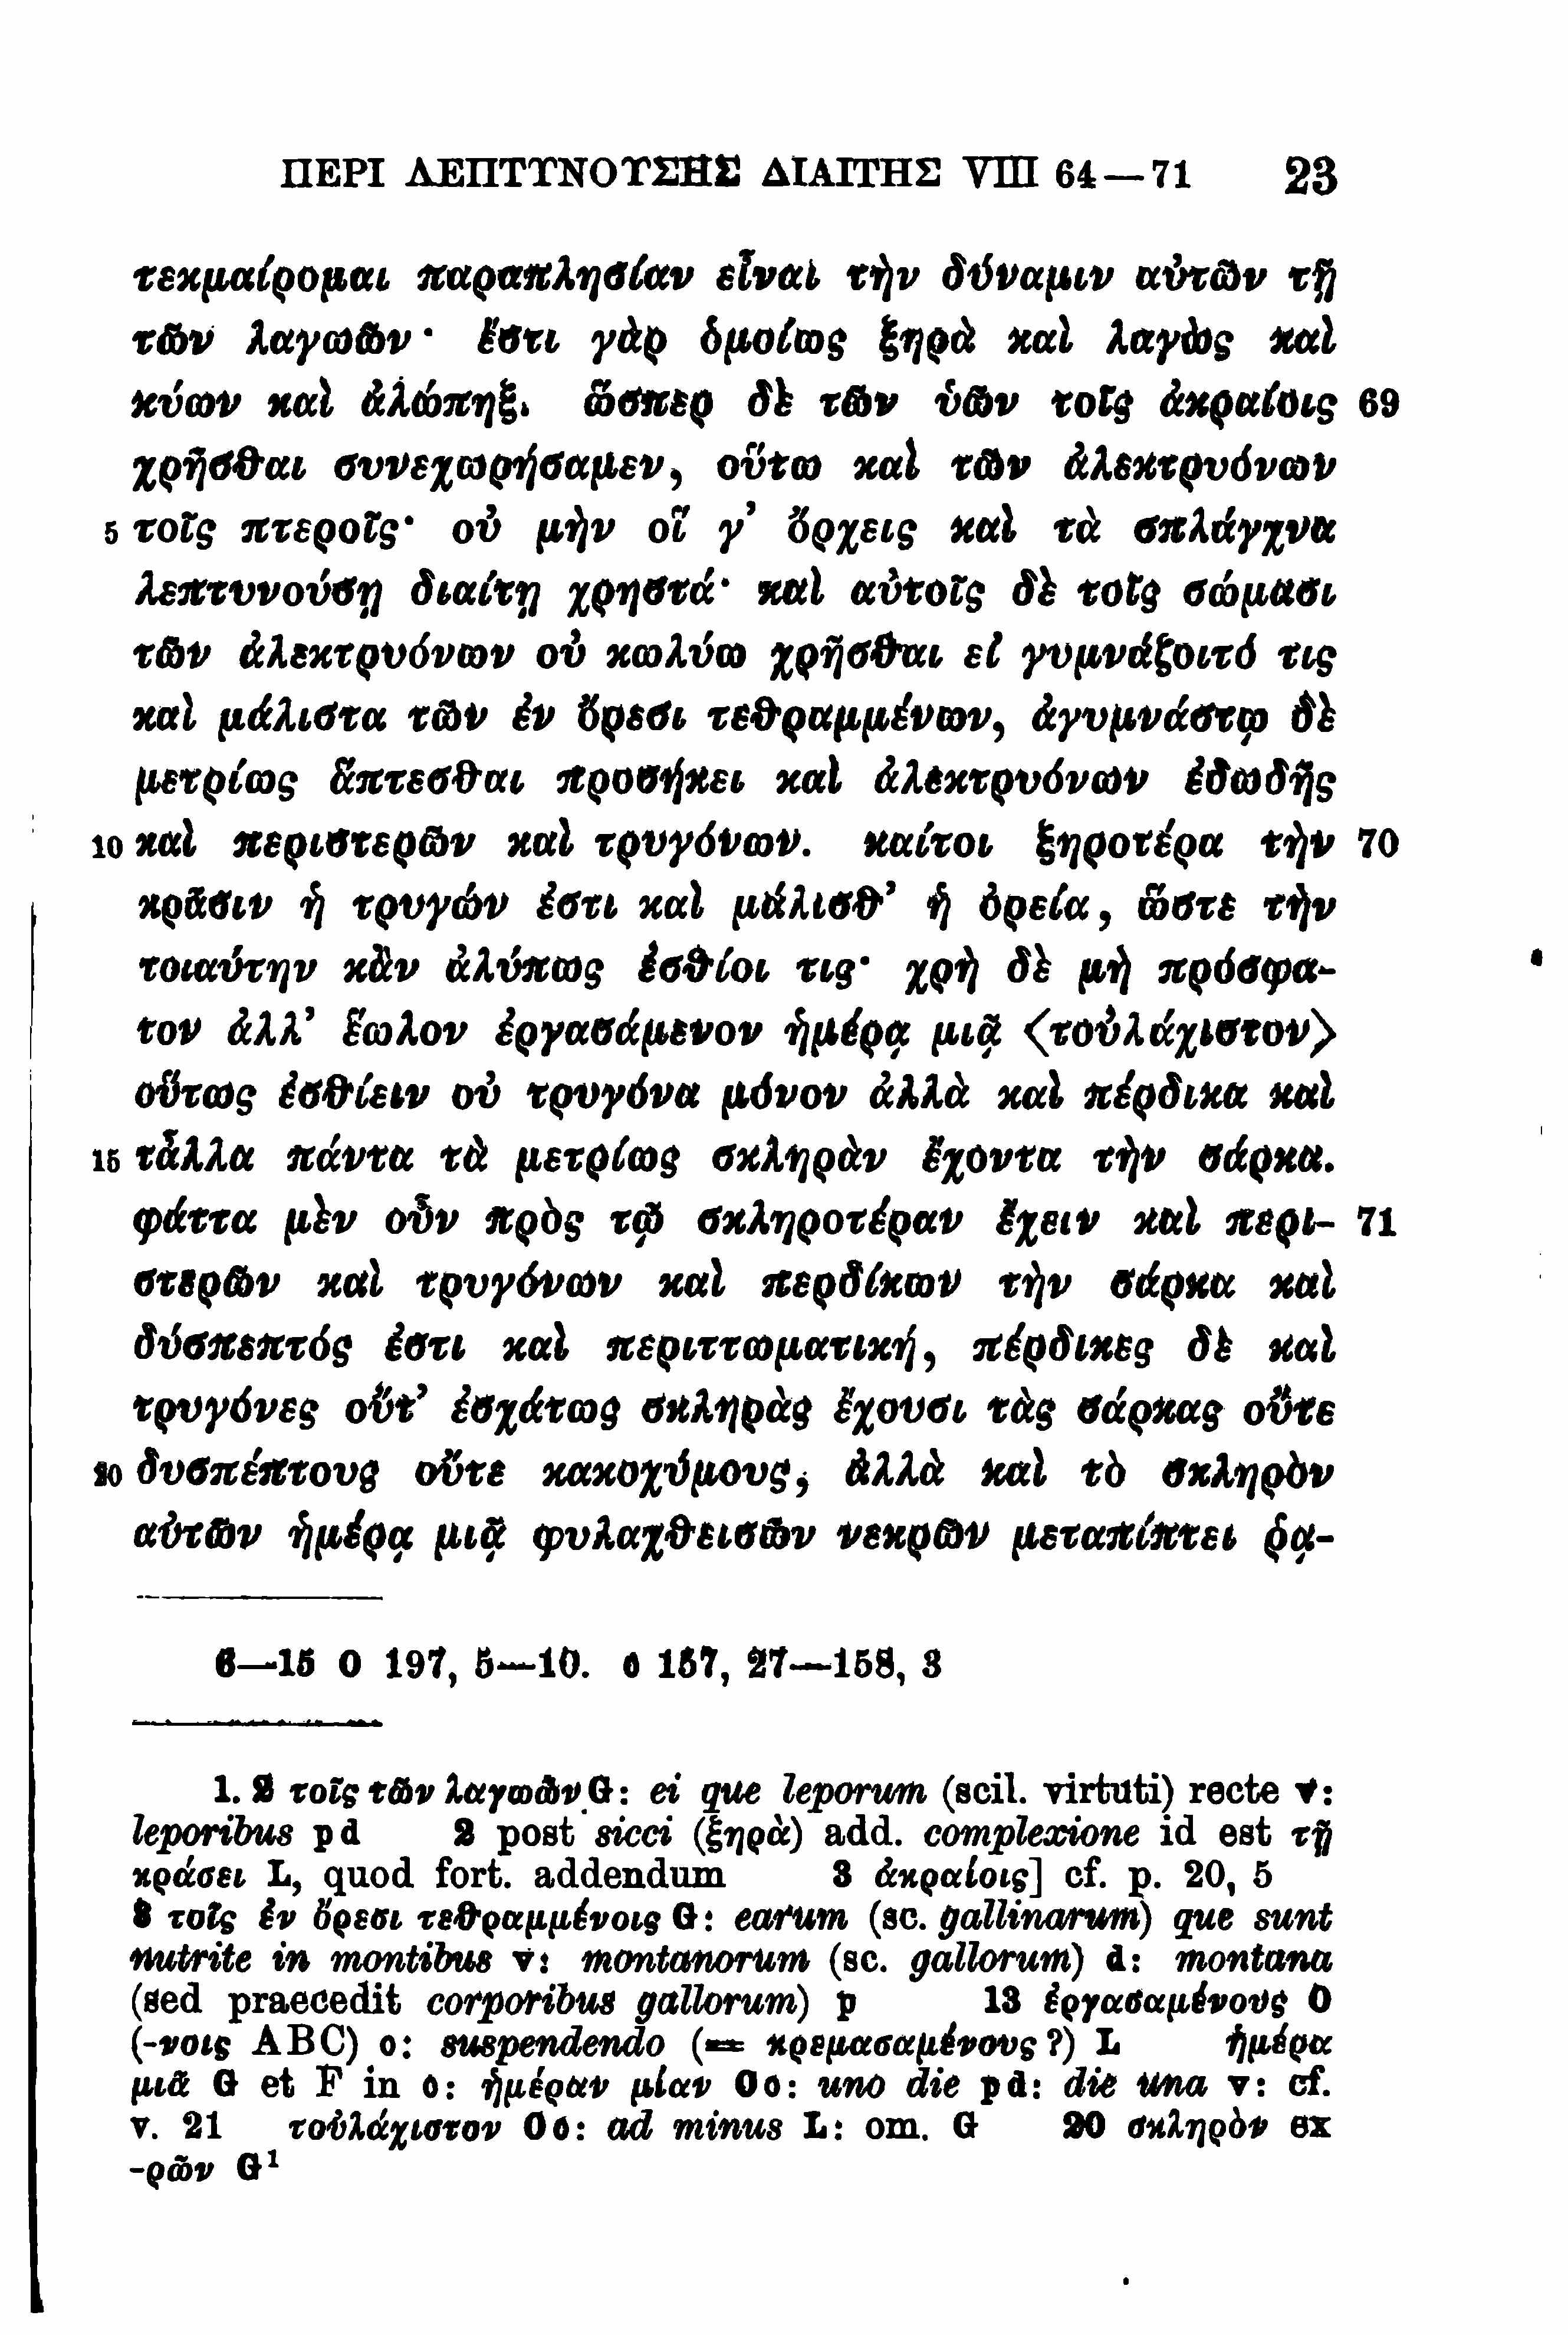 ΠΕΡΙ ΛΕΠΤΥΝΟΥΣΗΣ ΔΙΑΙΤΗΣ VIII 64—71 23
τεκμαίρομαι παραπλησίαν εἶναι τὴν δύναμιν αὐτῶν τῇ
τῶν λαγωῶν· ἔστι γὰρ ὁμοίως ξηρὰ καὶ λαγὼς καὶ
κύων καὶ ἀλώπηξ. ὥσπερ δὲ τῶν ὑῶν τοῖς ἀκραίοις 69
χρῆσθαι συνεχωρήσαμεν, οὕτω καὶ τῶν ἀλεκτρυόνων
5 τοῖς πτεροῖς· οὐ μὴν οἵ γ’ ὄρχεις καὶ τὰ σπλάγχνα
λεπτυνούσῃ διαίτῃ χρηστά· καὶ αὐτοῖς δὲ τοῖς σώμασι
τῶν ἀλεκτρυόνων οὐ κωλύω χρῆσθαι εἰ γυμνάζοιτό τις
καὶ μάλιστα τῶν ἐν ὄρεσι τεθραμμένων, ἀγυμνάστῳ δὲ
μετρίως ἅπτεσθαι προσήκει καὶ ἀλεκτρυόνων ἐδωδῆς
10 καὶ περιστερῶν καὶ τρυγόνων. καίτοι ξηροτέρα τὴν 70
κρᾶσιν ἡ τρυγών ἐστι καὶ μάλισθ’ ἡ ὀρεία, ὥστε τὴν
τοιαύτην κἂν ἀλύπως ἐσθίοι τις· χρὴ δὲ μὴ πρόσφα-
τον ἀλλ’ ἕωλον ἐργασάμενον ἡμέρᾳ μιᾷ ⟨τοὐλάχιστον⟩
οὕτως ἐσθίειν οὐ τρυγόνα μόνον ἀλλὰ καὶ πέρδικα καὶ
15 τἆλλα πάντα τὰ μετρίως σκληρὰν ἔχοντα τὴν σάρκα.
φάττα μὲν οὖν πρὸς τῷ σκληροτέραν ἔχειν καὶ περι- 71
στερῶν καὶ τρυγόνων καὶ περδίκων τὴν σάρκα καὶ
δύσπεπτός ἐστι καὶ περιττωματική, πέρδικες δὲ καὶ
τρυγόνες οὔτ’ ἐσχάτως σκληρὰς ἔχουσι τὰς σάρκας οὔτε
20 δυσπέπτους οὔτε κακοχύμους, ἀλλὰ καὶ τὸ σκληρὸν
αὐτῶν ἡμέρᾳ μιᾷ φυλαχθεισῶν νεκρῶν μεταπίπτει ῥᾳ-
6—15 O 197, 5—10. o 157, 27—158, 3
1. 2 τοῖς τῶν λαγωῶν G: ei que leporum (scil. virtuti) recte v:
leporibus p d 2 post sicci (ξηρὰ) add. complexione id est τῇ
κράσει L, quod fort. addendum 3 ἀκραίοις] cf. p. 20, 5
8 τοῖς ἐν ὄρεσι τεθραμμένοις G: earum (sc. gallinarum) que sunt
nutrite in montibus v: montanorum (sc. gallorum) d: montana
(sed praecedit corporibus gallorum) p 13 ἐργασαμένους O
(-νοις ABC) o: suspendendo (= κρεμασαμένους?) L ἡμέρα
μιᾶ G et F in o: ἡμέραν μίαν O o: uno die p d: die una v: cf.
v. 21 τοὐλάχιστον O o: ad minus L: om. G 20 σκληρὸν ex
-ρῶν G¹